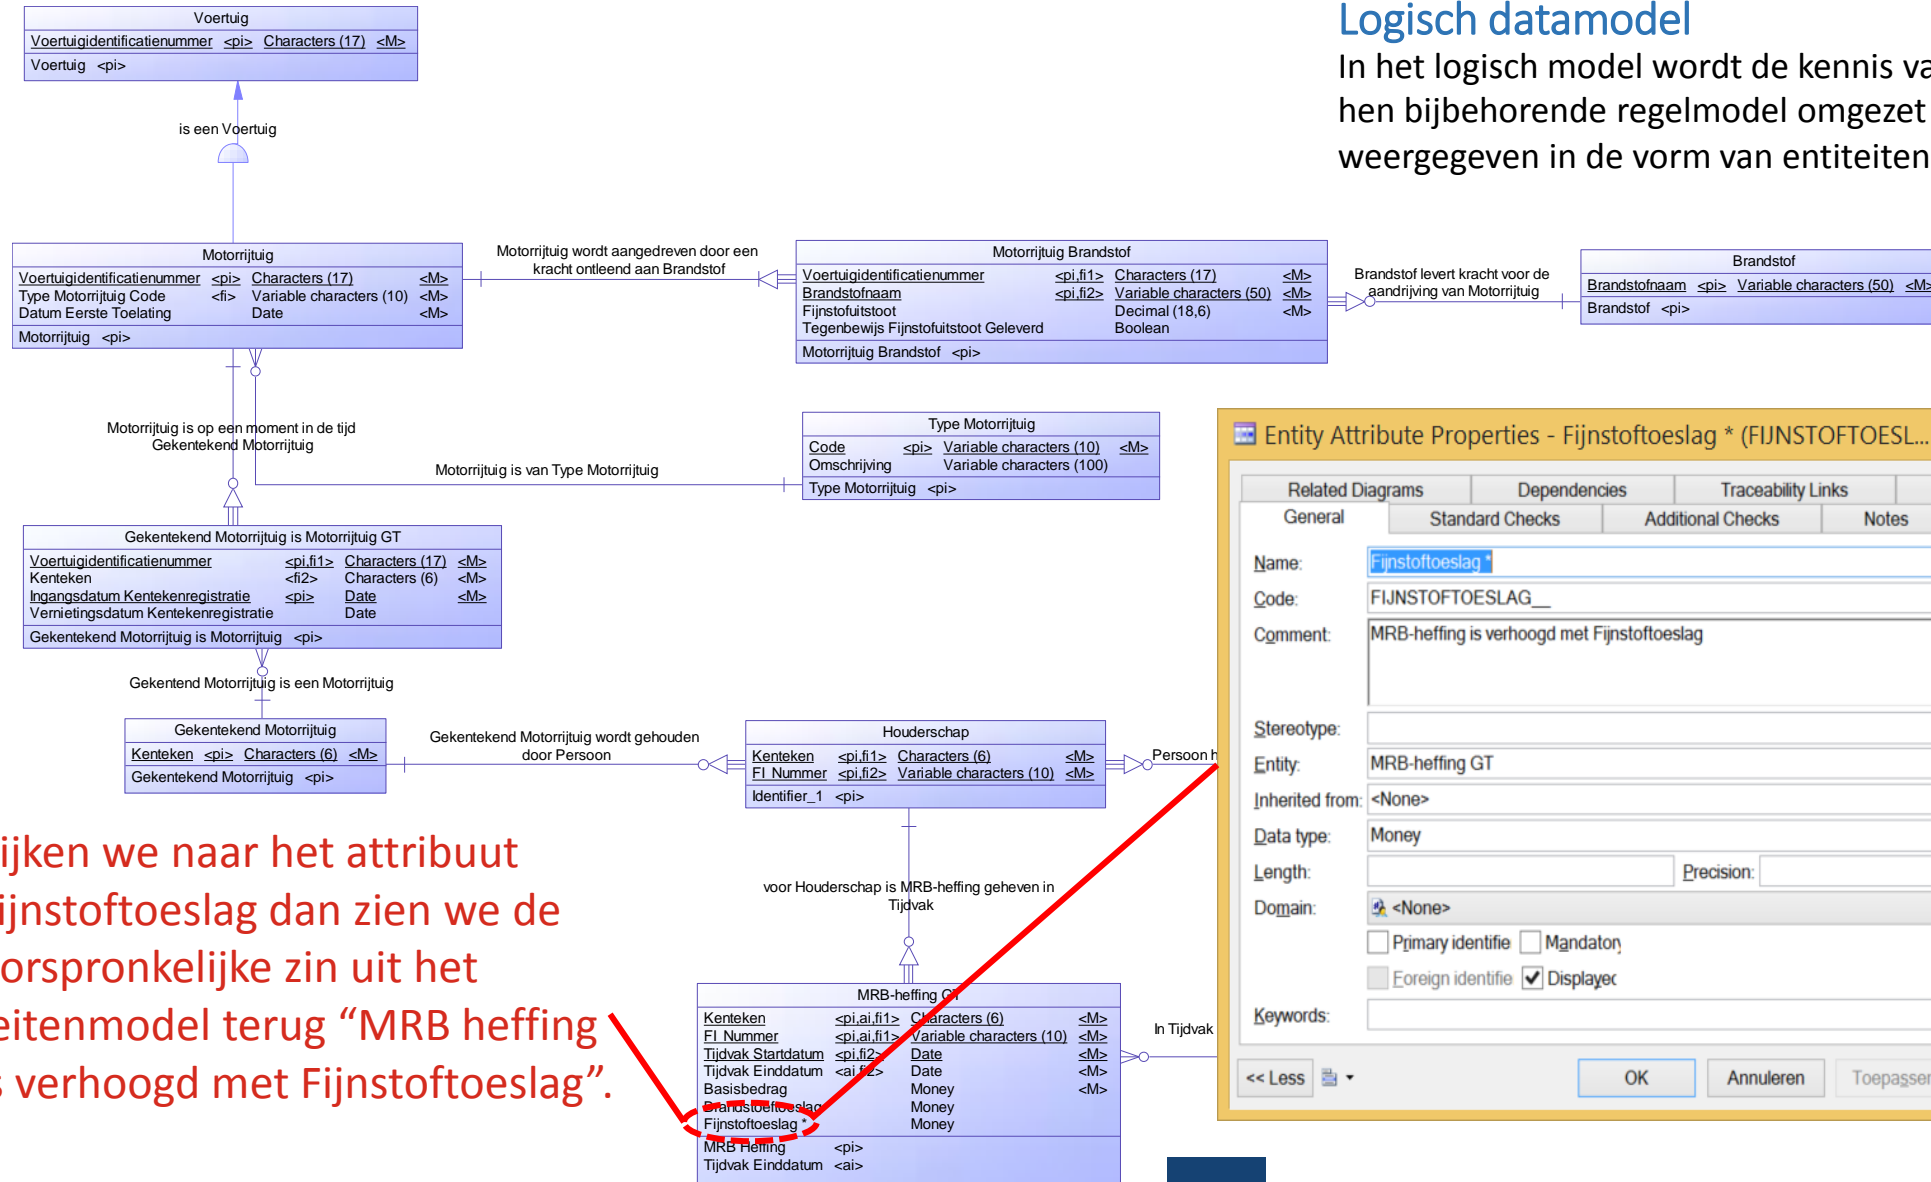 Logisch datamodel
In het logisch model wordt de kennis va
hen bijbehorende regelmodel omgezet
weergegeven in de vorm van entiteiten
Voertuig
Voertuigidentificatienummer <pi> Characters (17) <M>
Voertuig <pi>
is een Voertuig
Motorrijtuig
Voertuigidentificatienummer <pi> Characters (17) <M>
Type Motorrijtuig Code <fi> Variable characters (10) <M>
Datum Eerste Toelating Date <M>
Motorrijtuig <pi>
Motorrijtuig wordt aangedreven door een
kracht ontleend aan Brandstof
Motorrijtuig Brandstof
Voertuigidentificatienummer <pi,fi1> Characters (17) <M>
Brandstofnaam <pi,fi2> Variable characters (50) <M>
Fijnstofuitstoot Decimal (18,6) <M>
Tegenbewijs Fijnstofuitstoot Geleverd Boolean
Motorrijtuig Brandstof <pi>
Brandstof levert kracht voor de
aandrijving van Motorrijtuig
Brandstof
Brandstofnaam <pi> Variable characters (50) <M>
Brandstof <pi>
Motorrijtuig is op een moment in de tijd
Gekentekend Motorrijtuig
Motorrijtuig is van Type Motorrijtuig
Type Motorrijtuig
Code <pi> Variable characters (10) <M>
Omschrijving Variable characters (100)
Type Motorrijtuig <pi>
Gekentekend Motorrijtuig is Motorrijtuig GT
Voertuigidentificatienummer <pi,fi1> Characters (17) <M>
Kenteken <fi2> Characters (6) <M>
Ingangsdatum Kentekenregistratie <pi> Date <M>
Vernietingsdatum Kentekenregistratie Date
Gekentekend Motorrijtuig is Motorrijtuig <pi>
Gekentend Motorrijtuig is een Motorrijtuig
Gekentekend Motorrijtuig
Kenteken <pi> Characters (6) <M>
Gekentekend Motorrijtuig <pi>
Gekentekend Motorrijtuig wordt gehouden
door Persoon
Houderschap
Kenteken <pi,fi1> Characters (6) <M>
FI_Nummer <pi,fi2> Variable characters (10) <M>
Identifier_1 <pi>
Persoon h
voor Houderschap is MRB-heffing geheven in
Tijdvak
MRB-heffing GT
Kenteken <pi,ai,fi1> Characters (6) <M>
FI_Nummer <pi,ai,fi1> Variable characters (10) <M>
Tijdvak Startdatum <pi,fi2> Date <M>
Tijdvak Einddatum <ai,fi2> Date <M>
Basisbedrag Money <M>
Brandstoeftoeslag Money
Fijnstoftoeslag * Money
MRB Heffing <pi>
Tijdvak Einddatum <ai>
In Tijdvak
ijken we naar het attribuut
ijnstoftoeslag dan zien we de
orspronkelijke zin uit het
eitenmodel terug “MRB heffing
s verhoogd met Fijnstoftoeslag”.
Entity Attribute Properties - Fijnstoftoeslag * (FIJNSTOFTOESL...
Related Diagrams Dependencies Traceability Links
General Standard Checks Additional Checks Notes
Name: Fijnstoftoeslag *
Code: FIJNSTOFTOESLAG__
Comment: MRB-heffing is verhoogd met Fijnstoftoeslag
Stereotype:
Entity: MRB-heffing GT
Inherited from: <None>
Data type: Money
Length: Precision:
Domain: <None>
Primary identifie Mandatory
Foreign identifie Displayed
Keywords:
<< Less OK Annuleren Toepassen